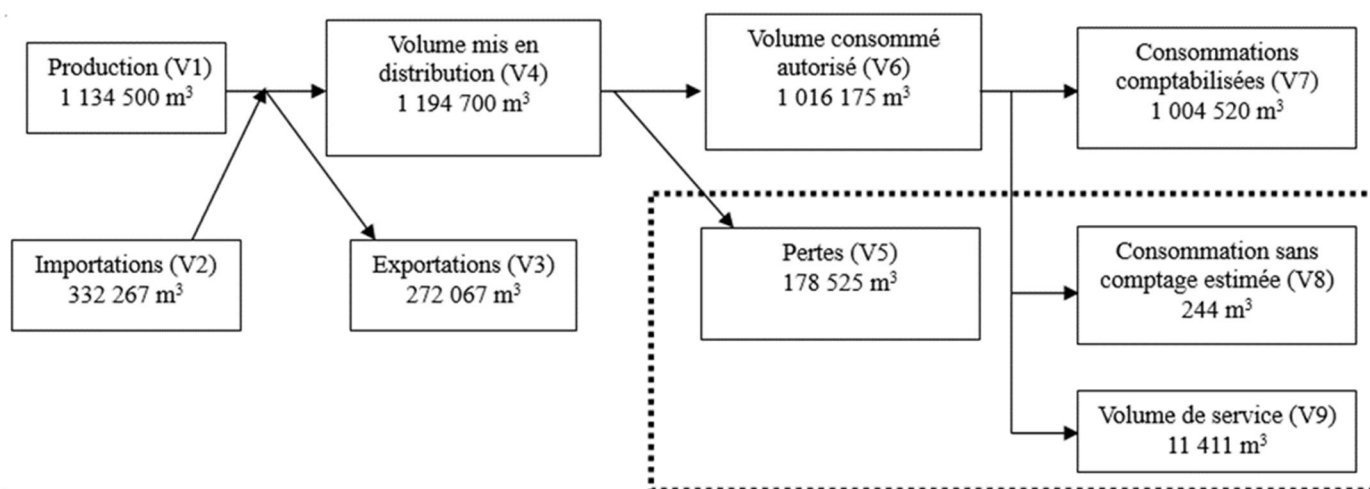 Production (V1)
1 134 500 m³
Volume mis en
distribution (V4)
1 194 700 m³
Volume consommé
autorisé (V6)
1 016 175 m³
Consommations
comptabilisées (V7)
1 004 520 m³
Importations (V2)
332 267 m³
Exportations (V3)
272 067 m³
Pertes (V5)
178 525 m³
Consommation sans
comptage estimée (V8)
244 m³
Volume de service (V9)
11 411 m³